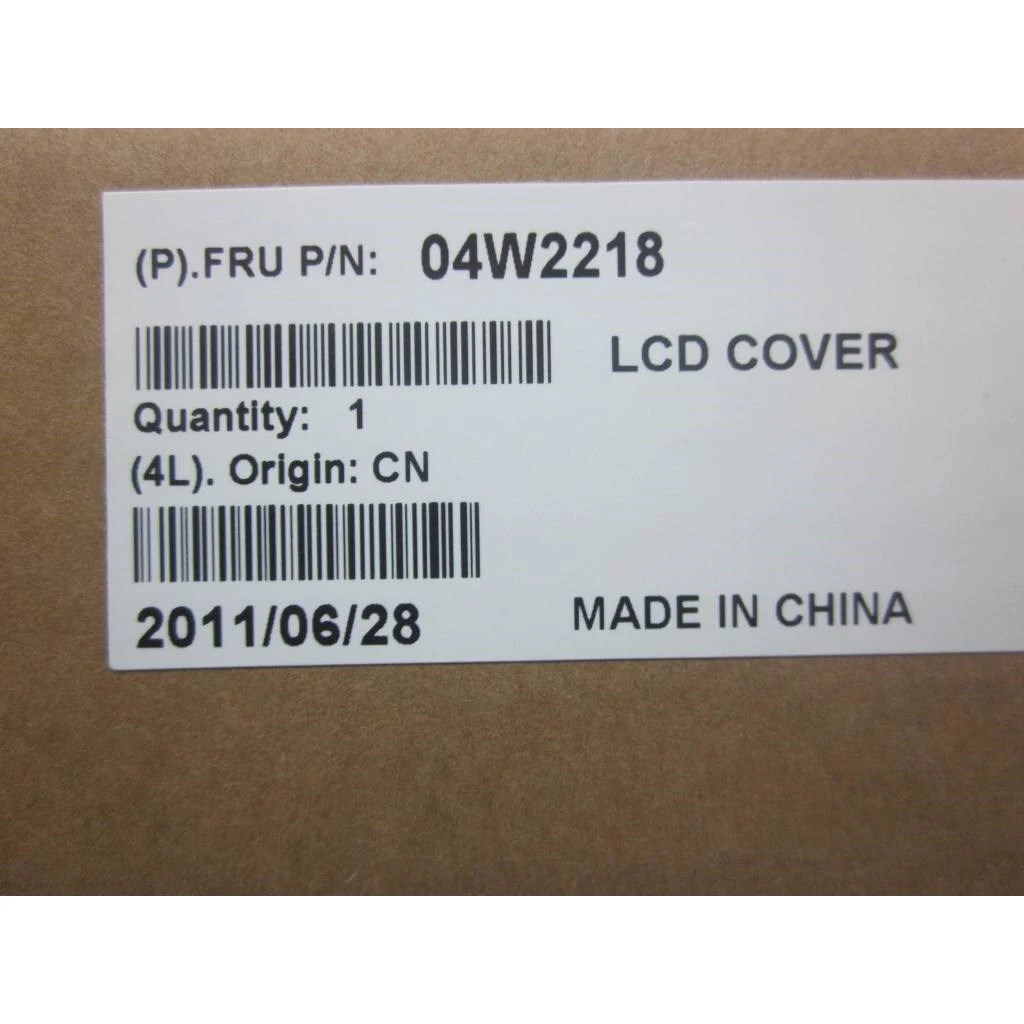 (P).FRU P/N: 04W2218
LCD COVER
Quantity: 1
(4L). Origin: CN
2011/06/28 MADE IN CHINA